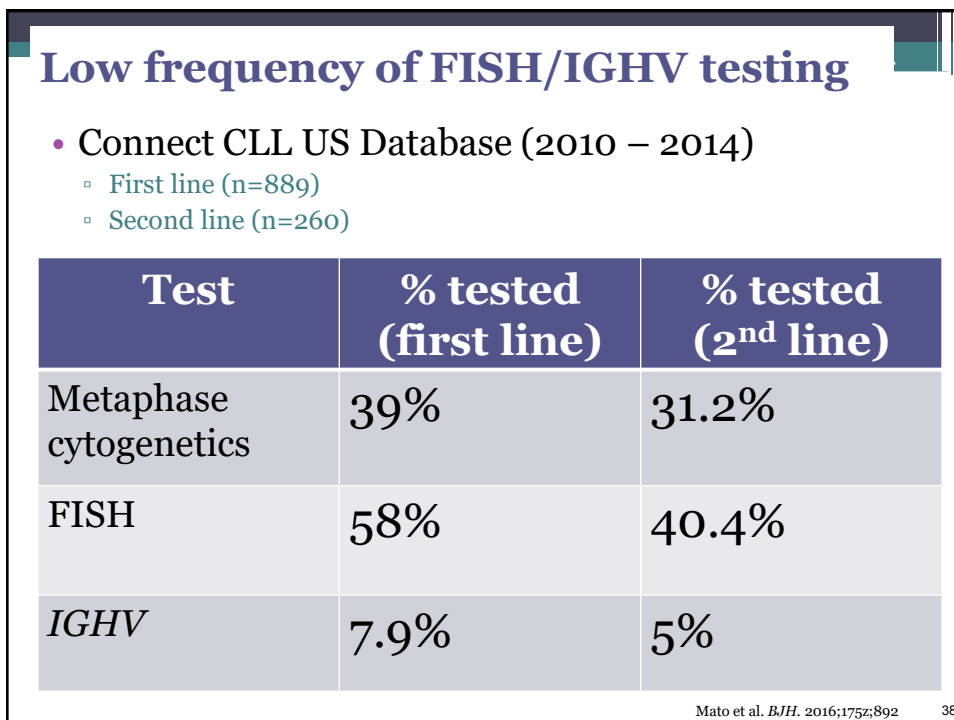 Low frequency of FISH/IGHV testing
• Connect CLL US Database (2010 – 2014)
▫ First line (n=889)
▫ Second line (n=260)
Test % tested % tested
(first line) (2nd line)
Metaphase 39% 31.2%
cytogenetics
FISH 58% 40.4%
IGHV 7.9% 5%
Mato et al. BJH. 2016;175z;892 38